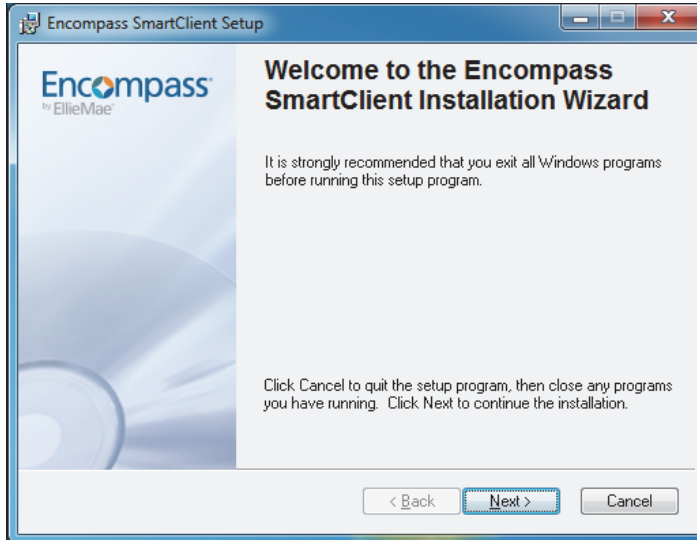 Encompass SmartClient Setup
Encompass
by EllieMae
Welcome to the Encompass
SmartClient Installation Wizard
It is strongly recommended that you exit all Windows programs
before running this setup program.
Click Cancel to quit the setup program, then close any programs
you have running. Click Next to continue the installation.
< Back
Next >
Cancel